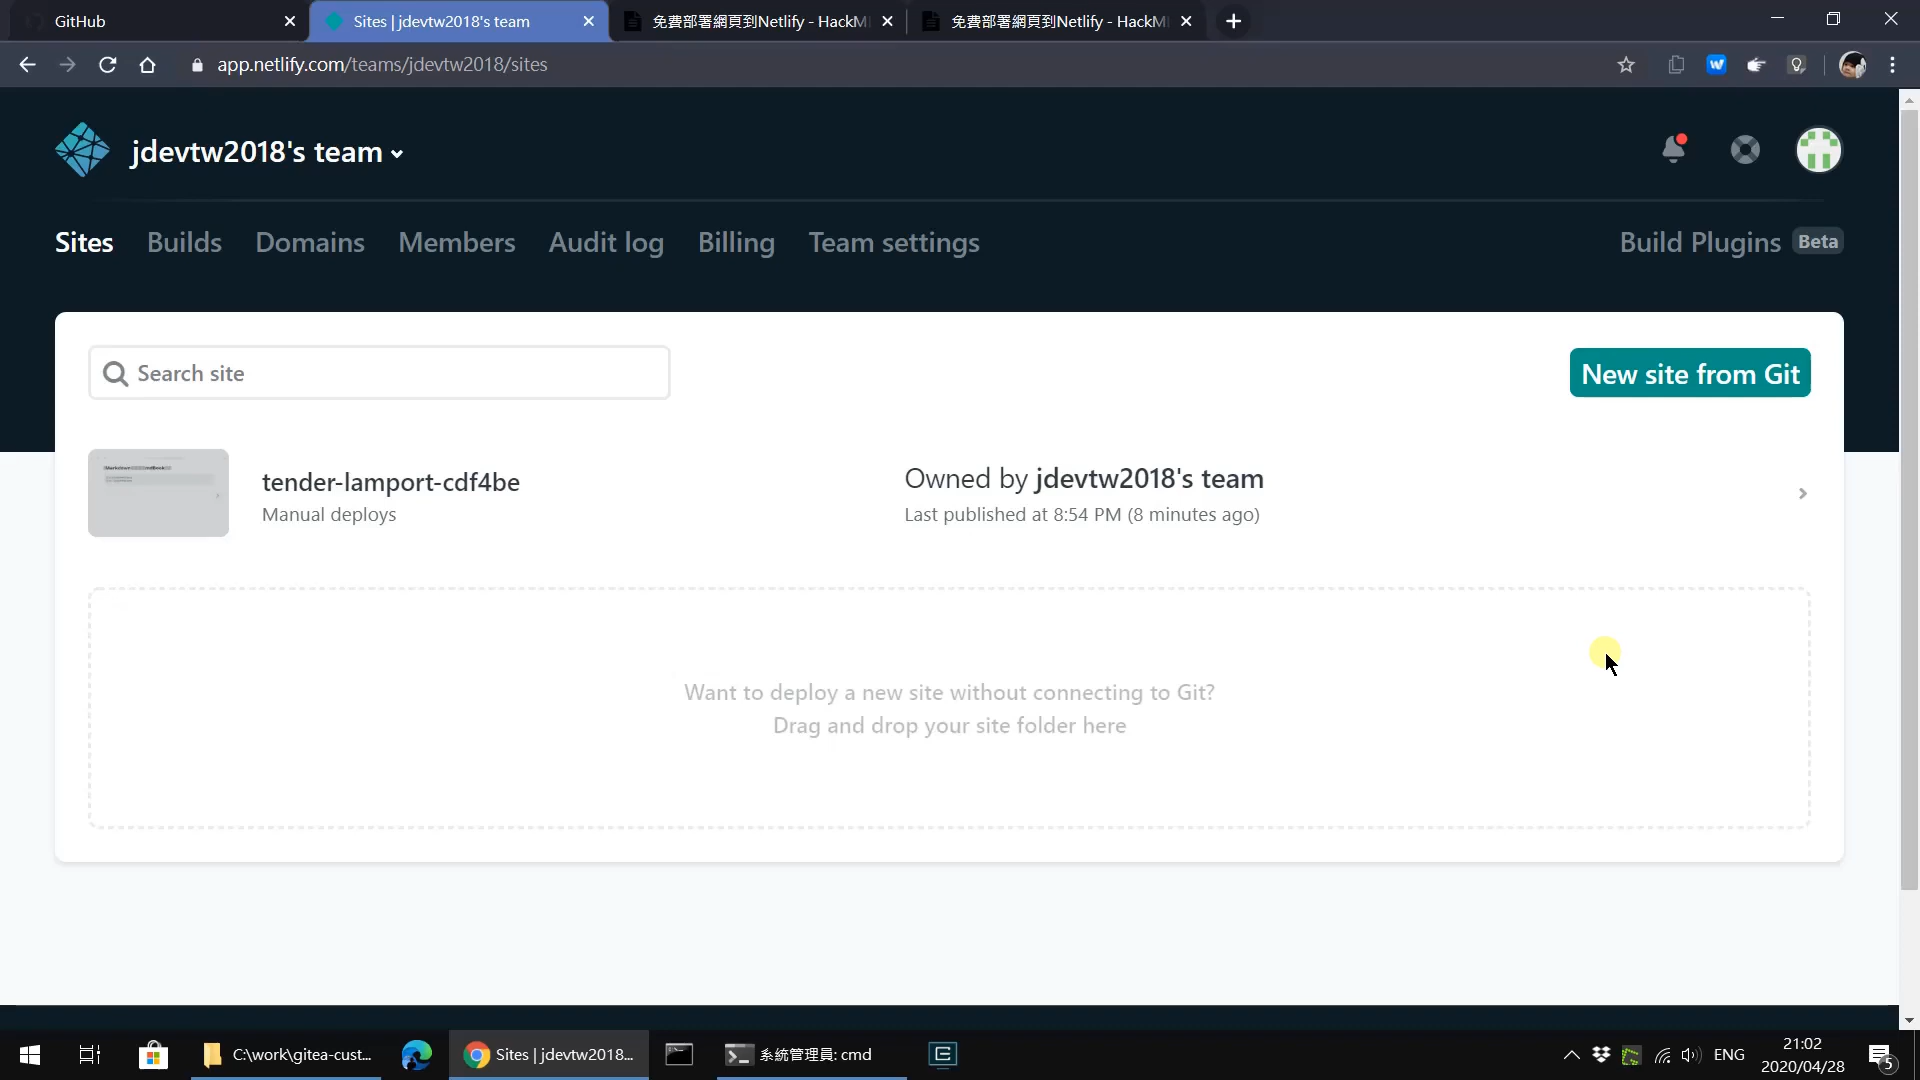 GitHub
Sites | jdevtw2018's team
免費部署網頁到Netlify - HackM
免費部署網頁到Netlify - HackM
app.netlify.com/teams/jdevtw2018/sites
jdevtw2018's team
Sites Builds Domains Members Audit log Billing Team settings Build Plugins Beta
Search site
New site from Git
tender-lamport-cdf4be
Manual deploys
Owned by jdevtw2018's team
Last published at 8:54 PM (8 minutes ago)
Want to deploy a new site without connecting to Git?
Drag and drop your site folder here
C:\work\gitea-cust...
Sites | jdevtw2018...
系統管理員: cmd
ENG
21:02
2020/04/28
5